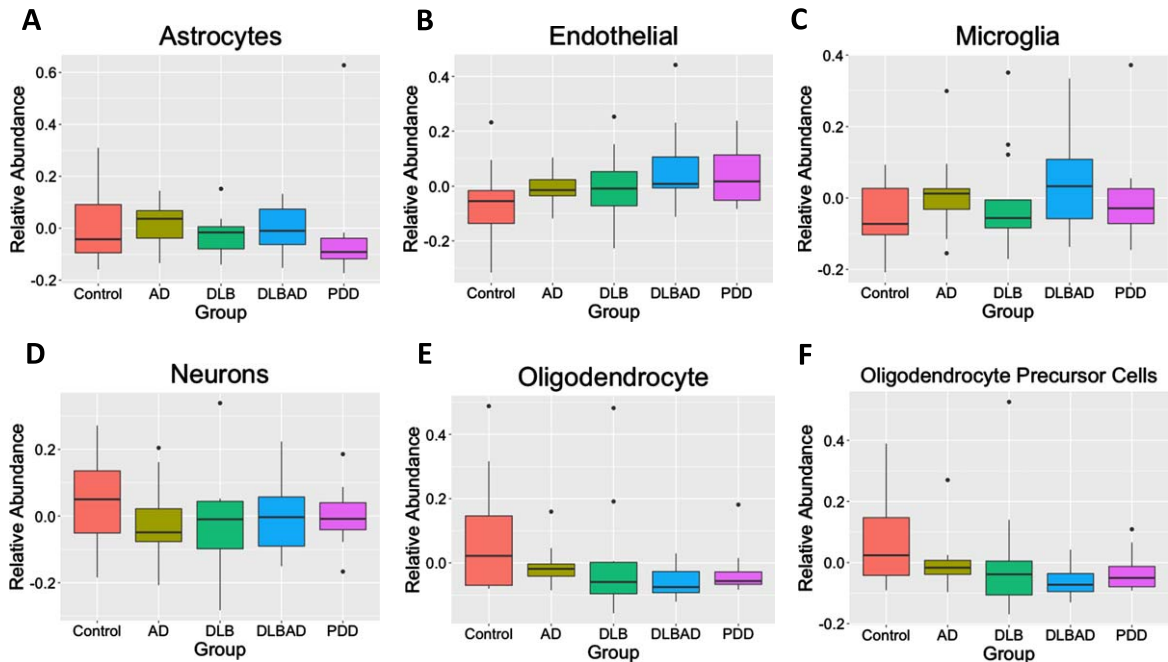 A
Astrocytes
Relative Abundance
0.6
0.4
0.2
0.0
-0.2
Control AD DLB DLBAD PDD
Group
B
Endothelial
Relative Abundance
0.4
0.2
0.0
-0.2
Control AD DLB DLBAD PDD
Group
C
Microglia
Relative Abundance
0.4
0.2
0.0
-0.2
Control AD DLB DLBAD PDD
Group
D
Neurons
Relative Abundance
0.2
0.0
-0.2
Control AD DLB DLBAD PDD
Group
E
Oligodendrocyte
Relative Abundance
0.4
0.2
0.0
Control AD DLB DLBAD PDD
Group
F
Oligodendrocyte Precursor Cells
Relative Abundance
0.4
0.2
0.0
-0.2
Control AD DLB DLBAD PDD
Group